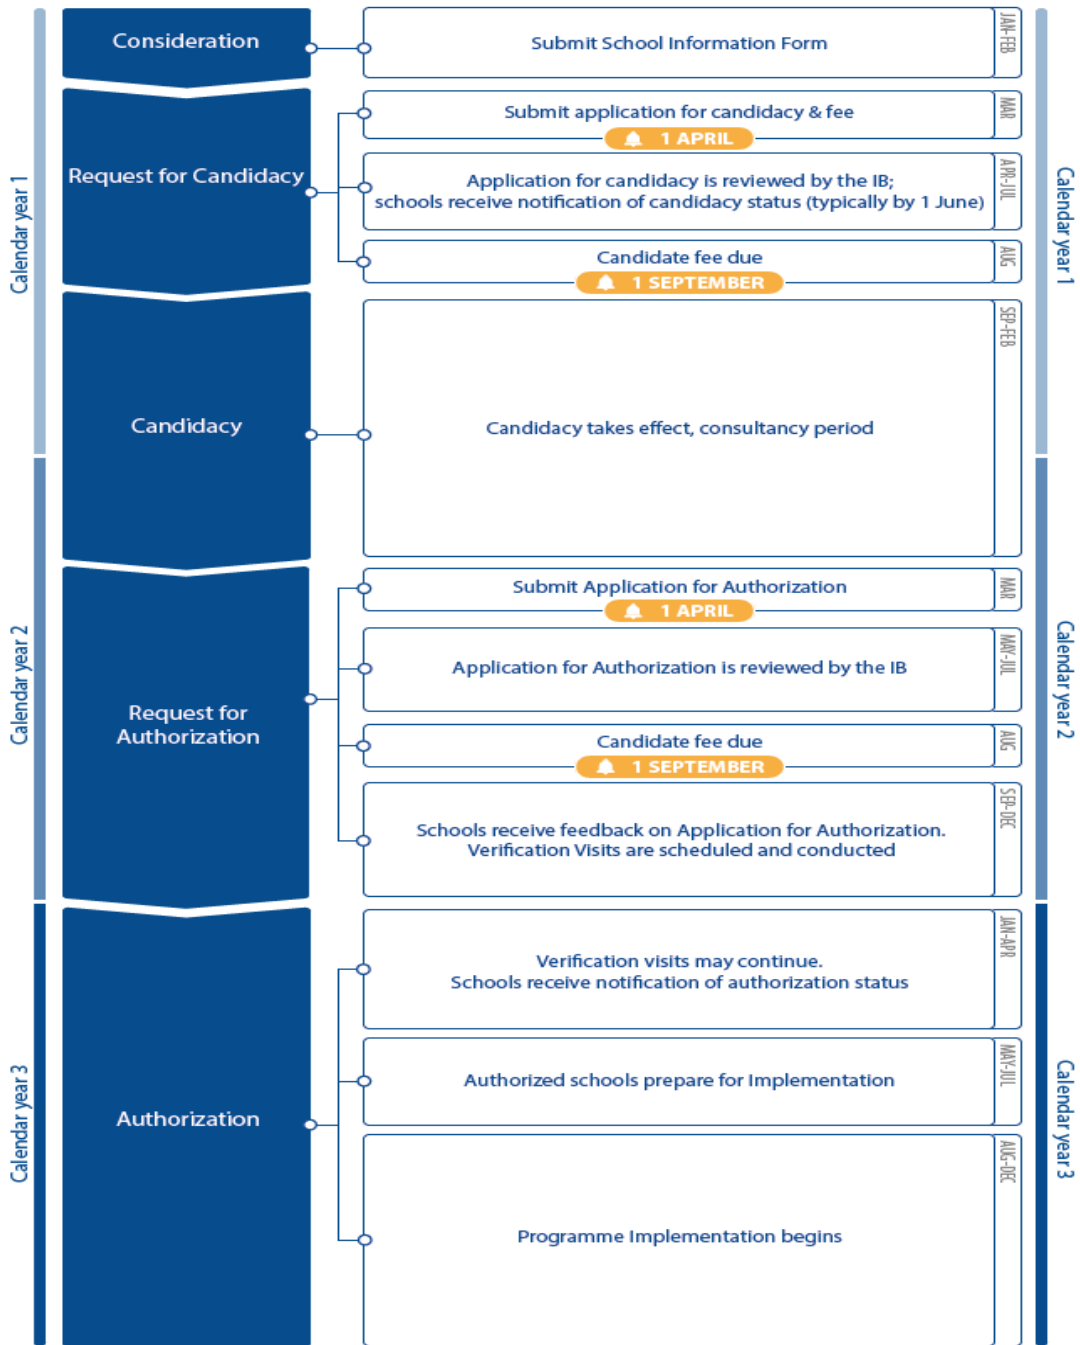 Calendar year 1
Calendar year 1
Consideration
Submit School Information Form
JAN-FEB
Request for Candidacy
Submit application for candidacy & fee
MAR
1 APRIL
Application for candidacy is reviewed by the IB;
schools receive notification of candidacy status (typically by 1 June)
APR-JUL
Candidate fee due
AUG
1 SEPTEMBER
Candidacy
Candidacy takes effect, consultancy period
SEP-FEB
Calendar year 2
Calendar year 2
Request for
Authorization
Submit Application for Authorization
MAR
1 APRIL
Application for Authorization is reviewed by the IB
MAY-JUL
Candidate fee due
AUG
1 SEPTEMBER
Schools receive feedback on Application for Authorization.
Verification Visits are scheduled and conducted
SEP-DEC
Calendar year 3
Calendar year 3
Authorization
Verification visits may continue.
Schools receive notification of authorization status
JAN-APR
Authorized schools prepare for Implementation
MAY-JUL
Programme Implementation begins
AUG-DEC